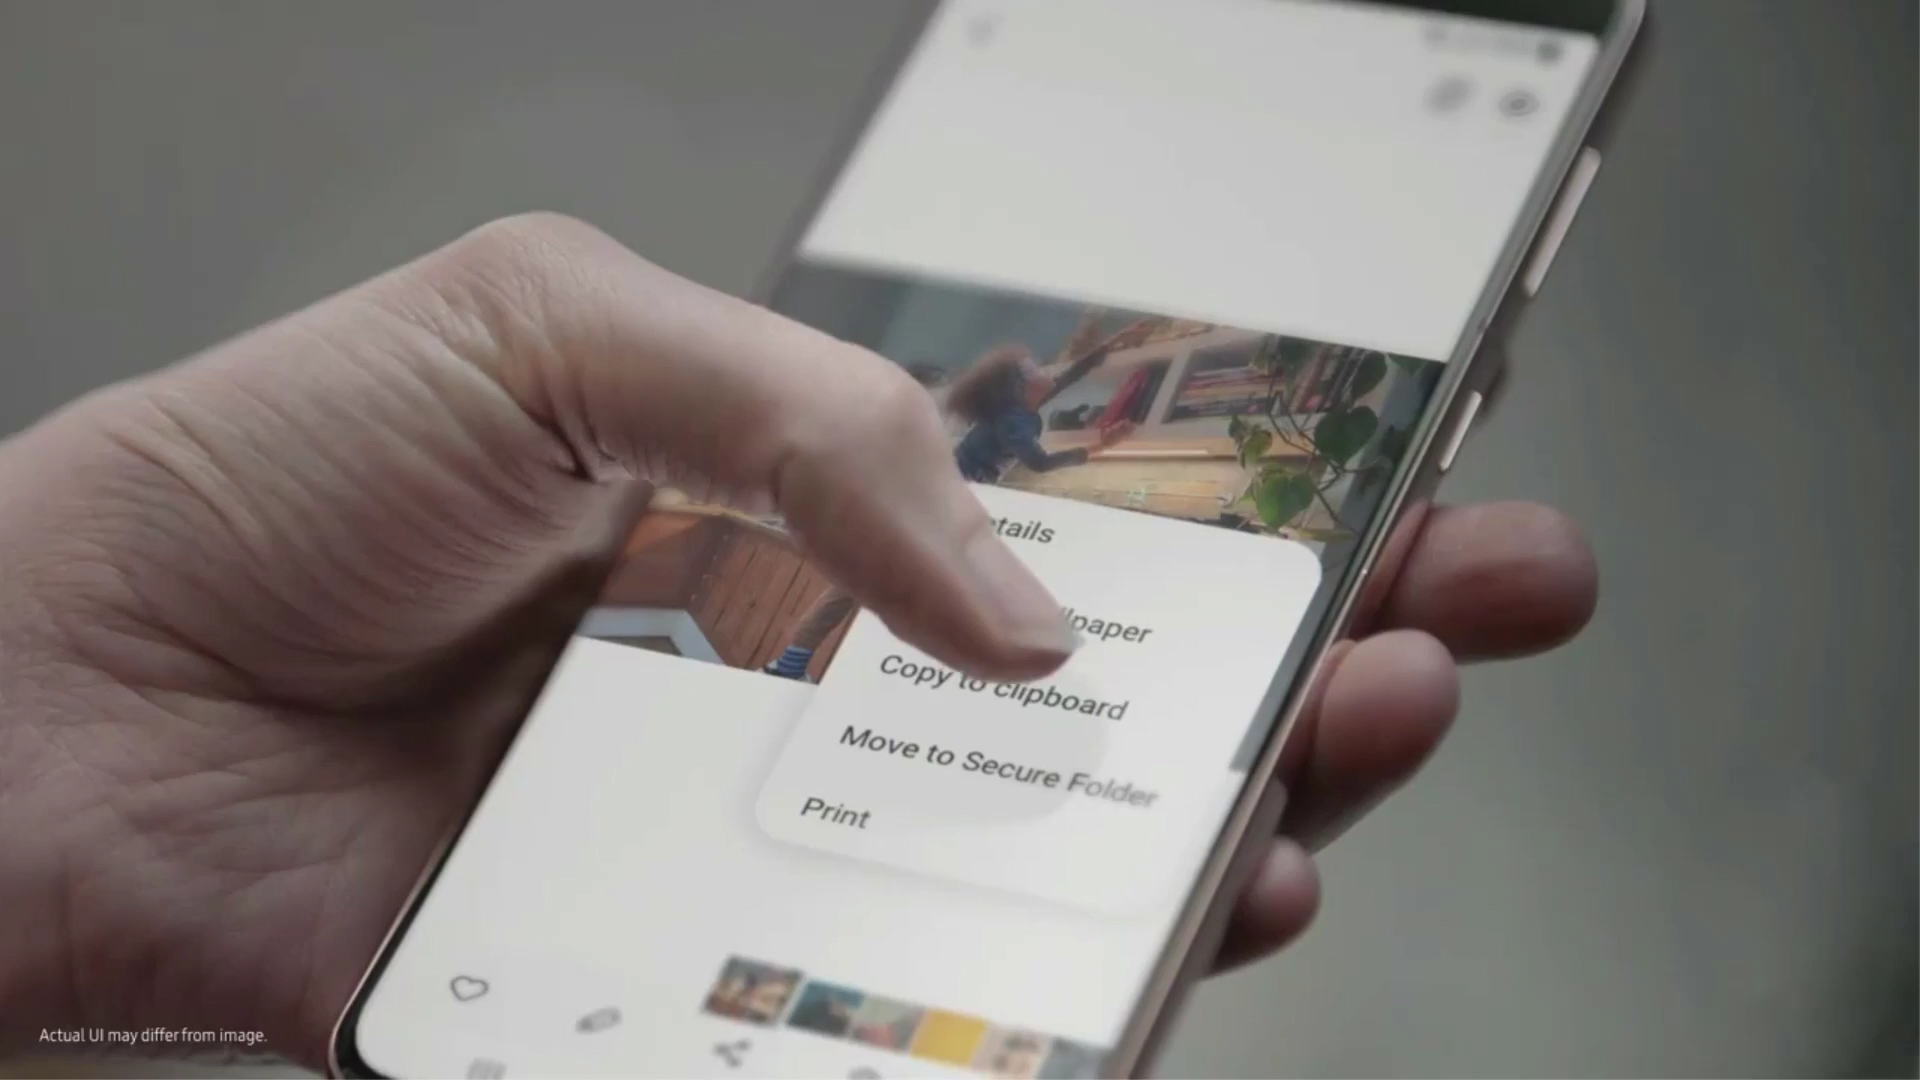 Copy to clipboard
Move to Secure Folder
Print
Actual UI may differ from image.